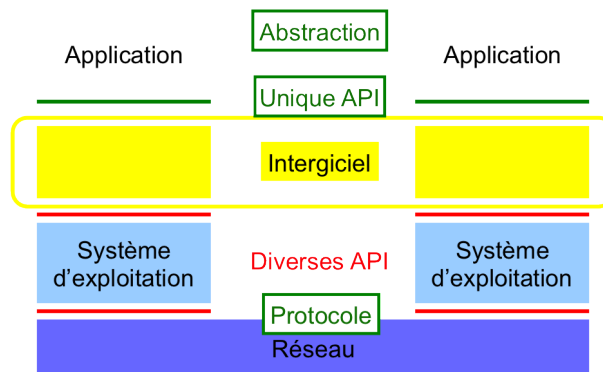 Abstraction
Application
Application
Unique API
Intergiciel
Système
d'exploitation
Diverses API
Système
d'exploitation
Protocole
Réseau